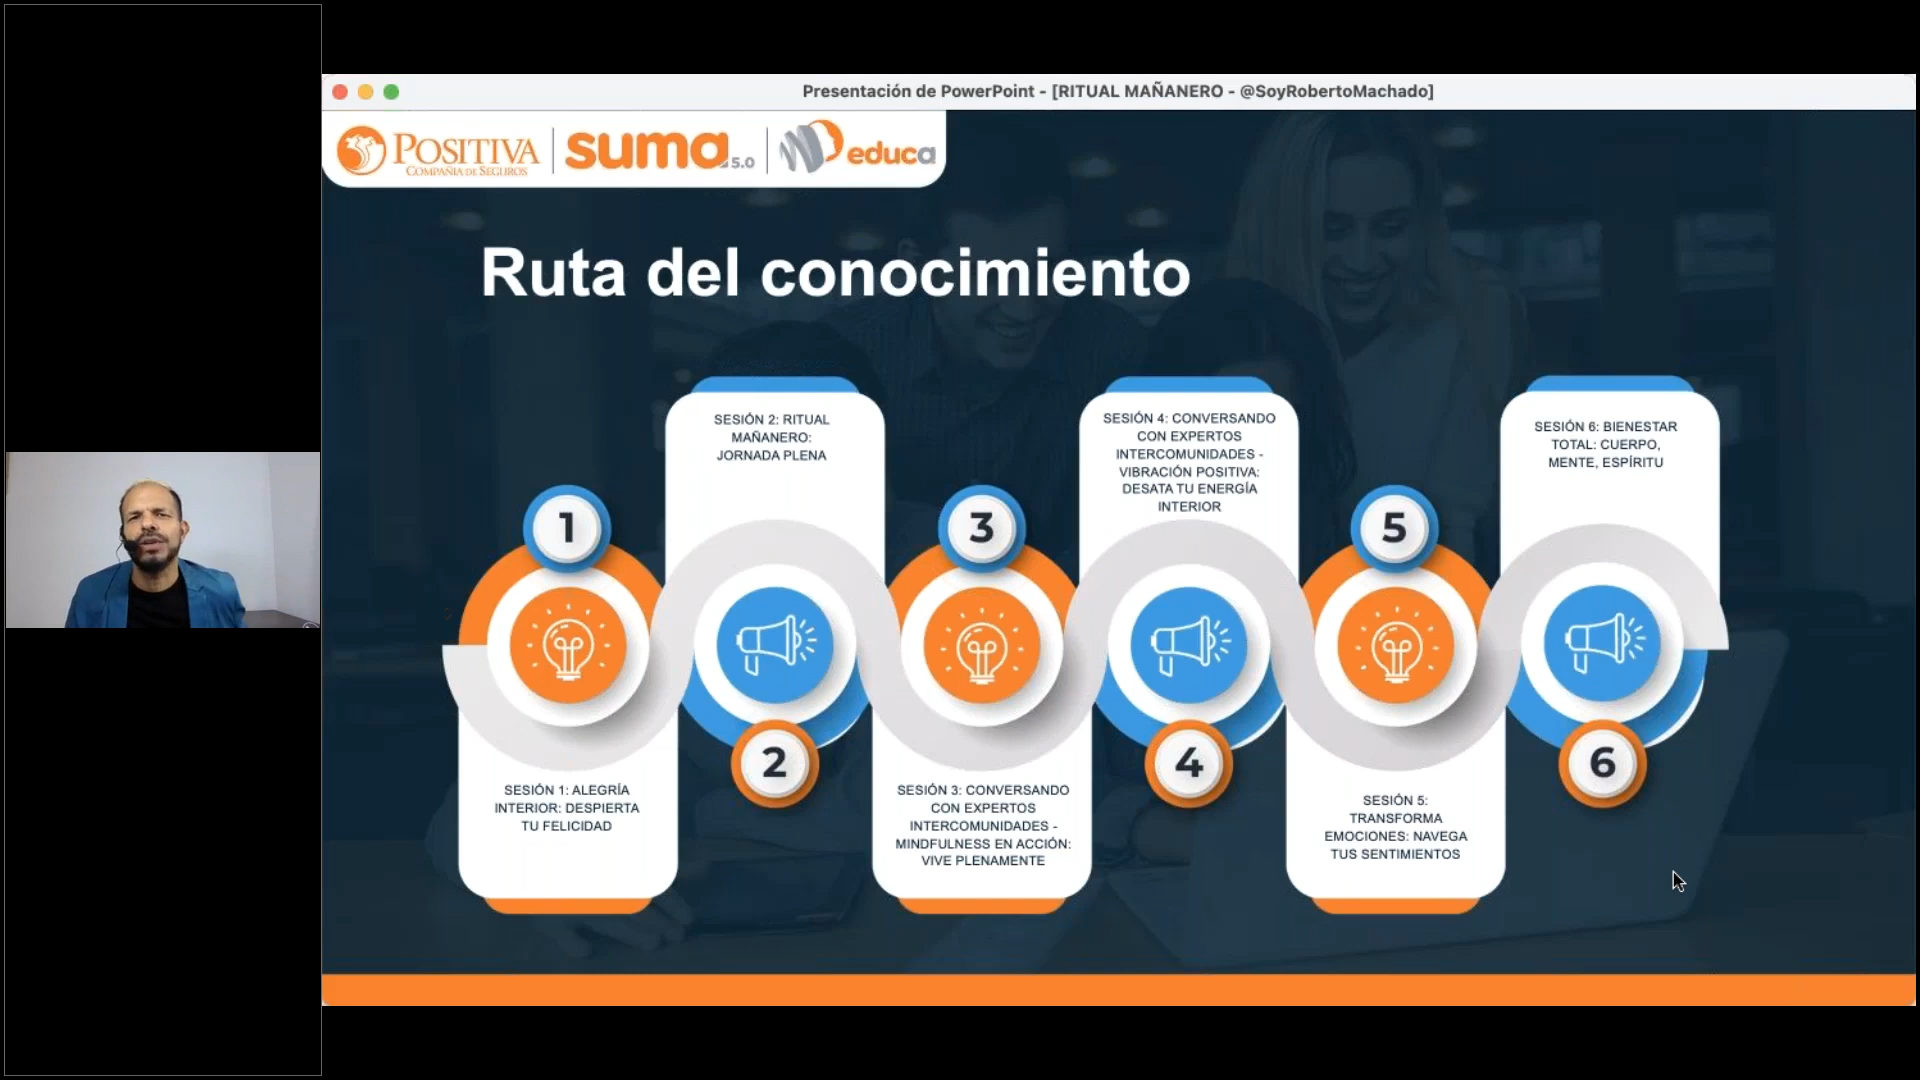 Presentación de PowerPoint - [RITUAL MAÑANERO - @SoyRobertoMachado]
POSITIVA
COMPAÑIA DE SEGUROS
suma 5.0
educa
Ruta del conocimiento
1
SESIÓN 1: ALEGRÍA
INTERIOR: DESPIERTA
TU FELICIDAD
SESIÓN 2: RITUAL
MAÑANERO:
JORNADA PLENA
2
3
SESIÓN 3: CONVERSANDO
CON EXPERTOS
INTERCOMUNIDADES -
MINDFULNESS EN ACCIÓN:
VIVE PLENAMENTE
SESIÓN 4: CONVERSANDO
CON EXPERTOS
INTERCOMUNIDADES -
VIBRACIÓN POSITIVA:
DESATA TU ENERGÍA
INTERIOR
4
5
SESIÓN 5:
TRANSFORMA
EMOCIONES: NAVEGA
TUS SENTIMIENTOS
SESIÓN 6: BIENESTAR
TOTAL: CUERPO,
MENTE, ESPÍRITU
6